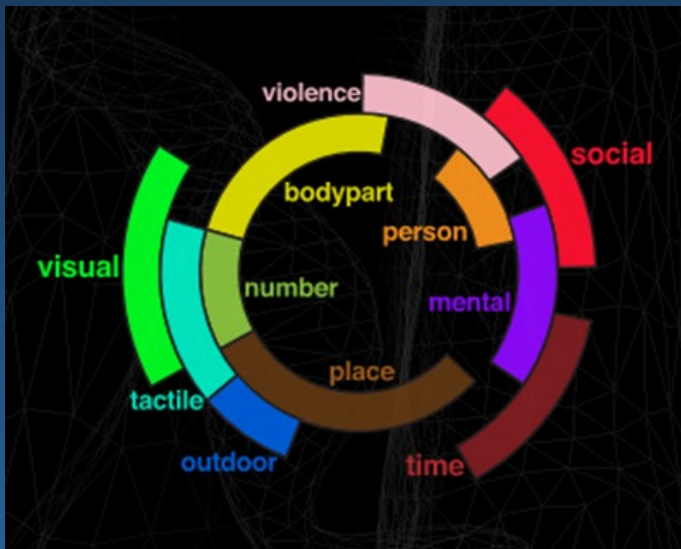 violence
social
bodypart
person
visual
number
mental
place
tactile
outdoor
time